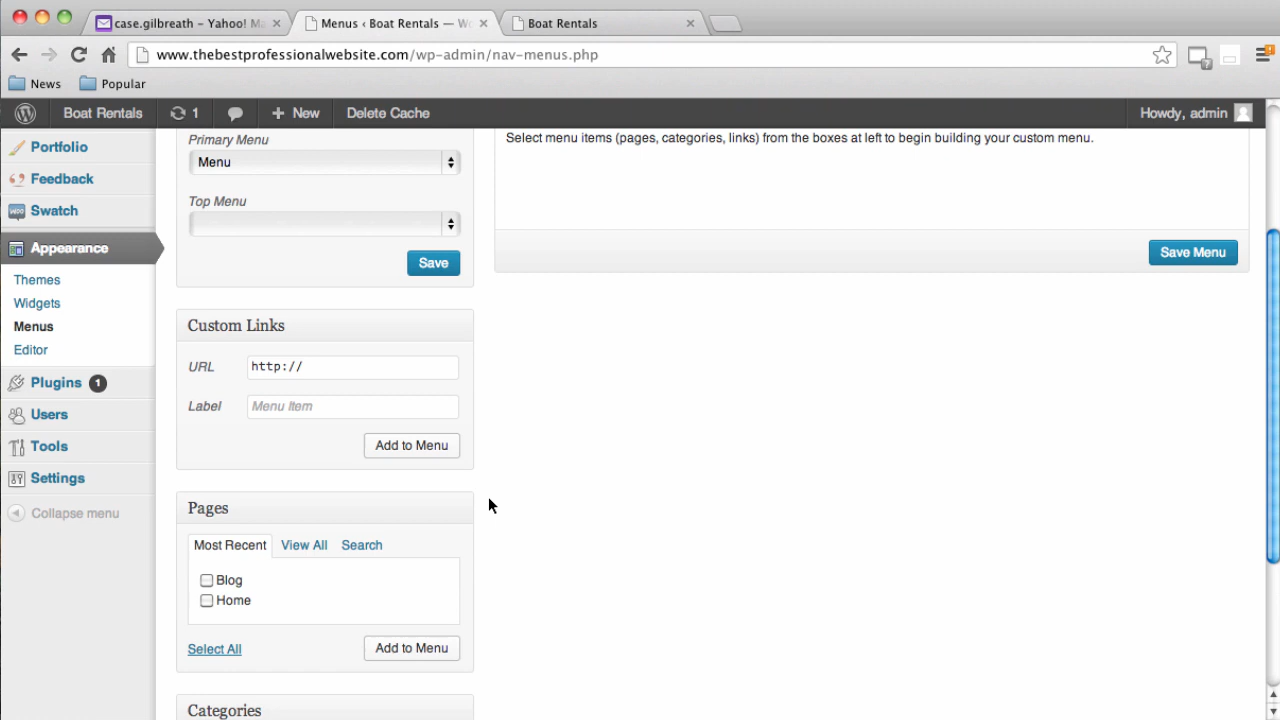 case.gilbreath – Yahoo! Ma
Menus ‹ Boat Rentals — Wo
Boat Rentals
www.thebestprofessionalwebsite.com/wp-admin/nav-menus.php
News
Popular
Boat Rentals
1
New
Delete Cache
Howdy, admin
Portfolio
Feedback
Swatch
Appearance
Themes
Widgets
Menus
Editor
Plugins 1
Users
Tools
Settings
Collapse menu
Primary Menu
Menu
Top Menu
Save
Select menu items (pages, categories, links) from the boxes at left to begin building your custom menu.
Save Menu
Custom Links
URL http://
Label Menu Item
Add to Menu
Pages
Most Recent View All Search
Blog
Home
Select All Add to Menu
Categories